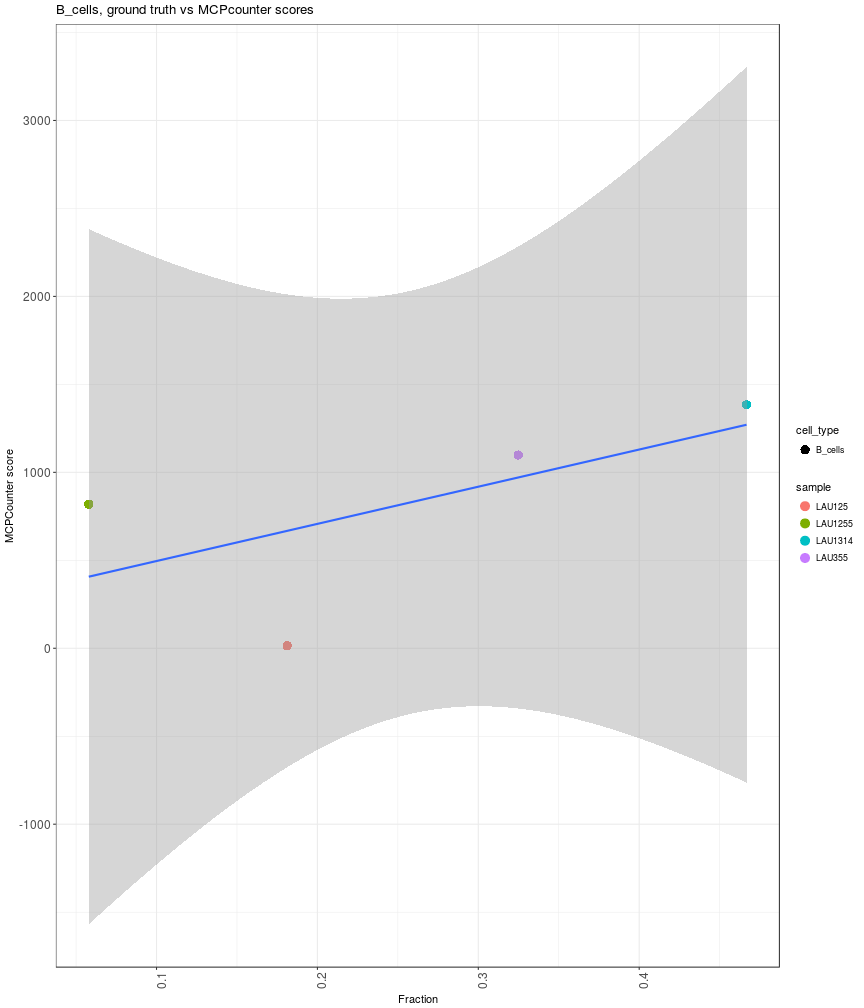 B_cells, ground truth vs MCPcounter scores
3000
2000
1000
0
-1000
MCPCounter score
0.1
0.2
0.3
0.4
Fraction
cell_type
B_cells
sample
LAU125
LAU1255
LAU1314
LAU355